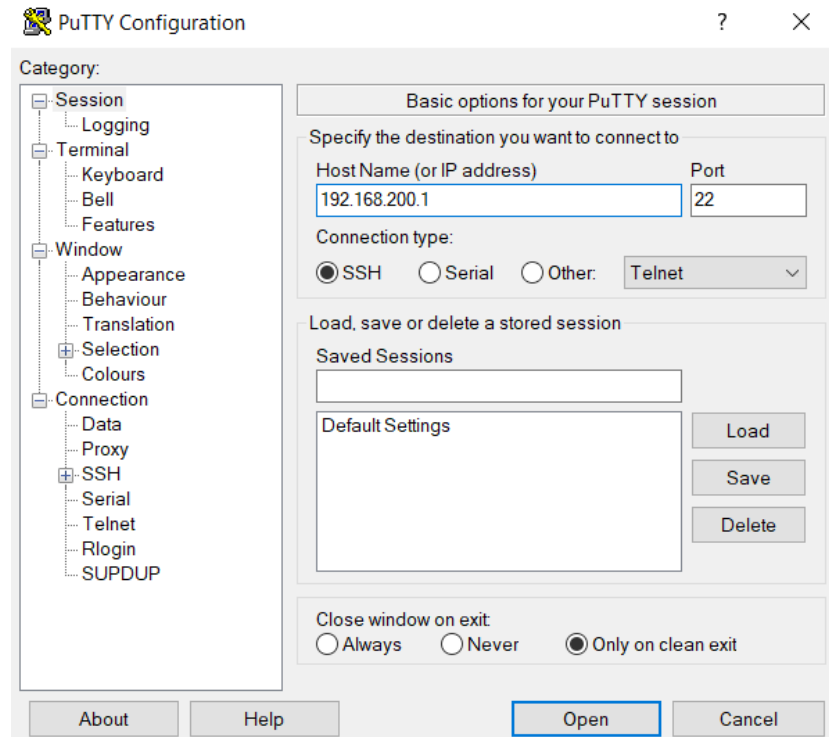 PuTTY Configuration
?
Category:
Session
Logging
Terminal
Keyboard
Bell
Features
Window
Appearance
Behaviour
Translation
Selection
Colours
Connection
Data
Proxy
SSH
Serial
Telnet
Rlogin
SUPDUP
Basic options for your PuTTY session
Specify the destination you want to connect to
Host Name (or IP address) Port
192.168.200.1 22
Connection type:
SSH Serial Other: Telnet
Load, save or delete a stored session
Saved Sessions
Default Settings
Load
Save
Delete
Close window on exit:
Always Never Only on clean exit
About Help Open Cancel